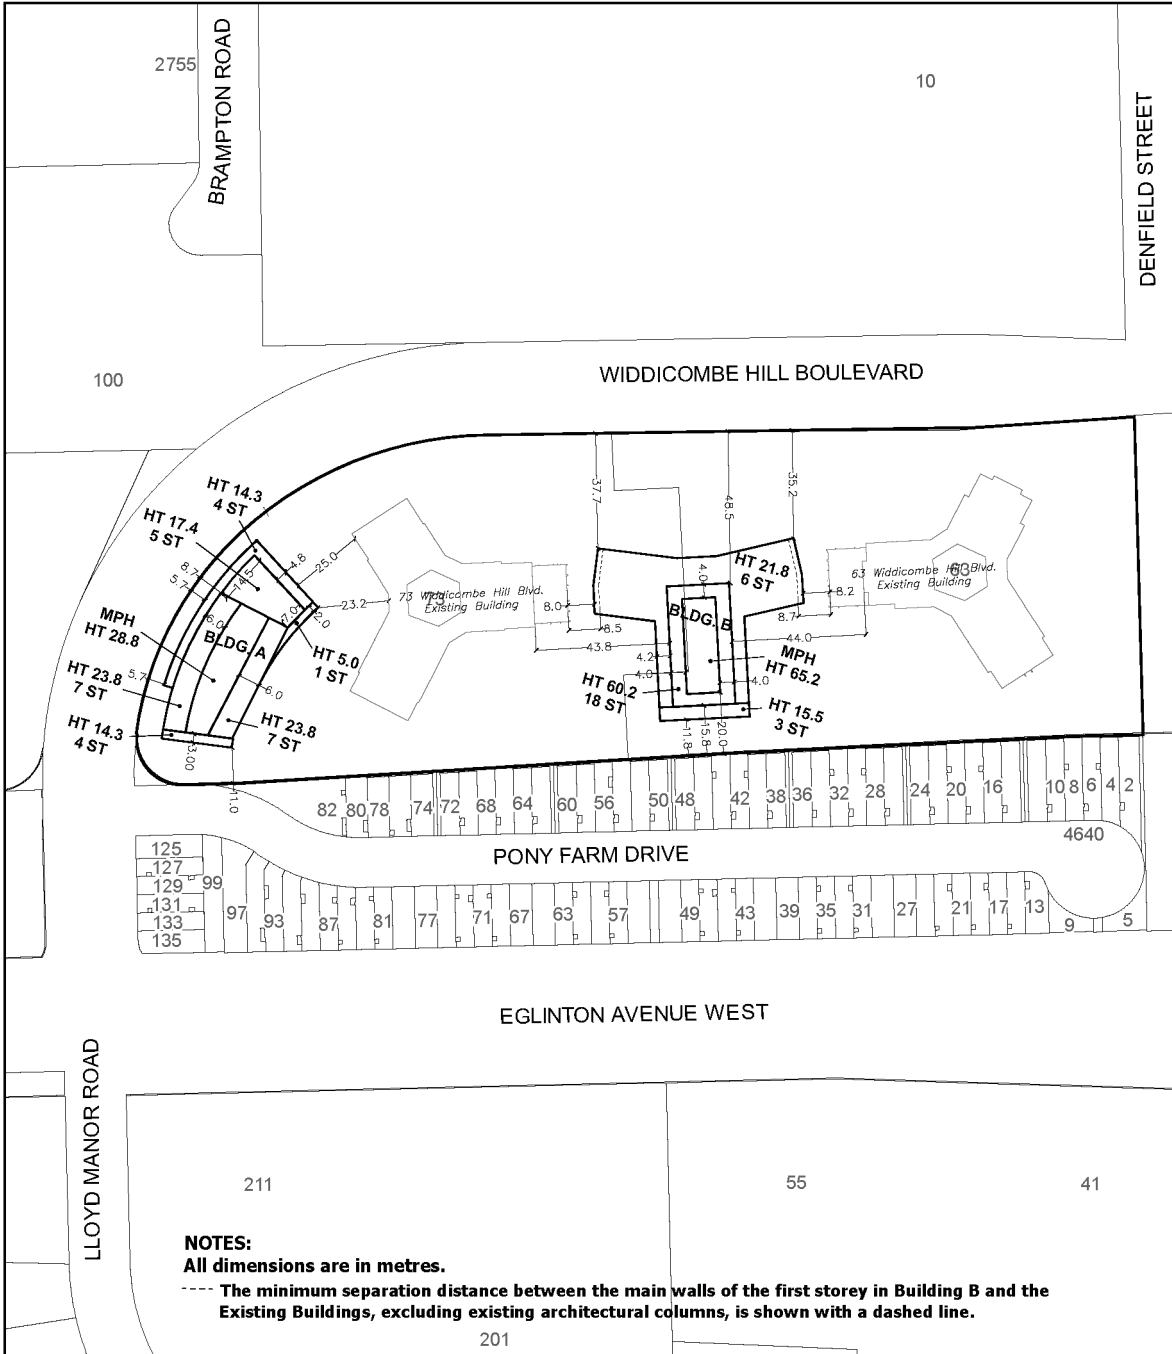 2755
BRAMPTON ROAD
10
DENFIELD STREET
100
WIDDICOMBE HILL BOULEVARD
HT 14.3
4 ST
HT 17.4
5 ST
8.7
5.7
14.5
4.8
25.0
23.2
7.0
2.0
6.0
BLDG. A
MPH
HT 28.8
HT 5.0
1 ST
5.7
HT 23.8
7 ST
6.0
HT 23.8
7 ST
HT 14.3
4 ST
3.00
11.0
73 Widdicombe Hill Blvd.
Existing Building
37.7
48.5
35.2
HT 21.8
6 ST
4.0
8.0
8.5
43.8
BLDG. B
8.2
8.7
44.0
63 Widdicombe Hill Blvd.
Existing Building
63
4.2
4.0
MPH
HT 65.2
4.0
HT 60.2
18 ST
HT 15.5
3 ST
11.8
15.8
20.0
82 80 78 74 72 68 64 60 56 50 48 42 38 36 32 28 24 20 16 10 8 6 4 2
4640
PONY FARM DRIVE
125
127
129
131
133
135
99 97 93 87 81 77 71 67 63 57 49 43 39 35 31 27 21 17 13 9 5
EGLINTON AVENUE WEST
LLOYD MANOR ROAD
211
55
41
NOTES:
All dimensions are in metres.
---- The minimum separation distance between the main walls of the first storey in Building B and the
Existing Buildings, excluding existing architectural columns, is shown with a dashed line.
201